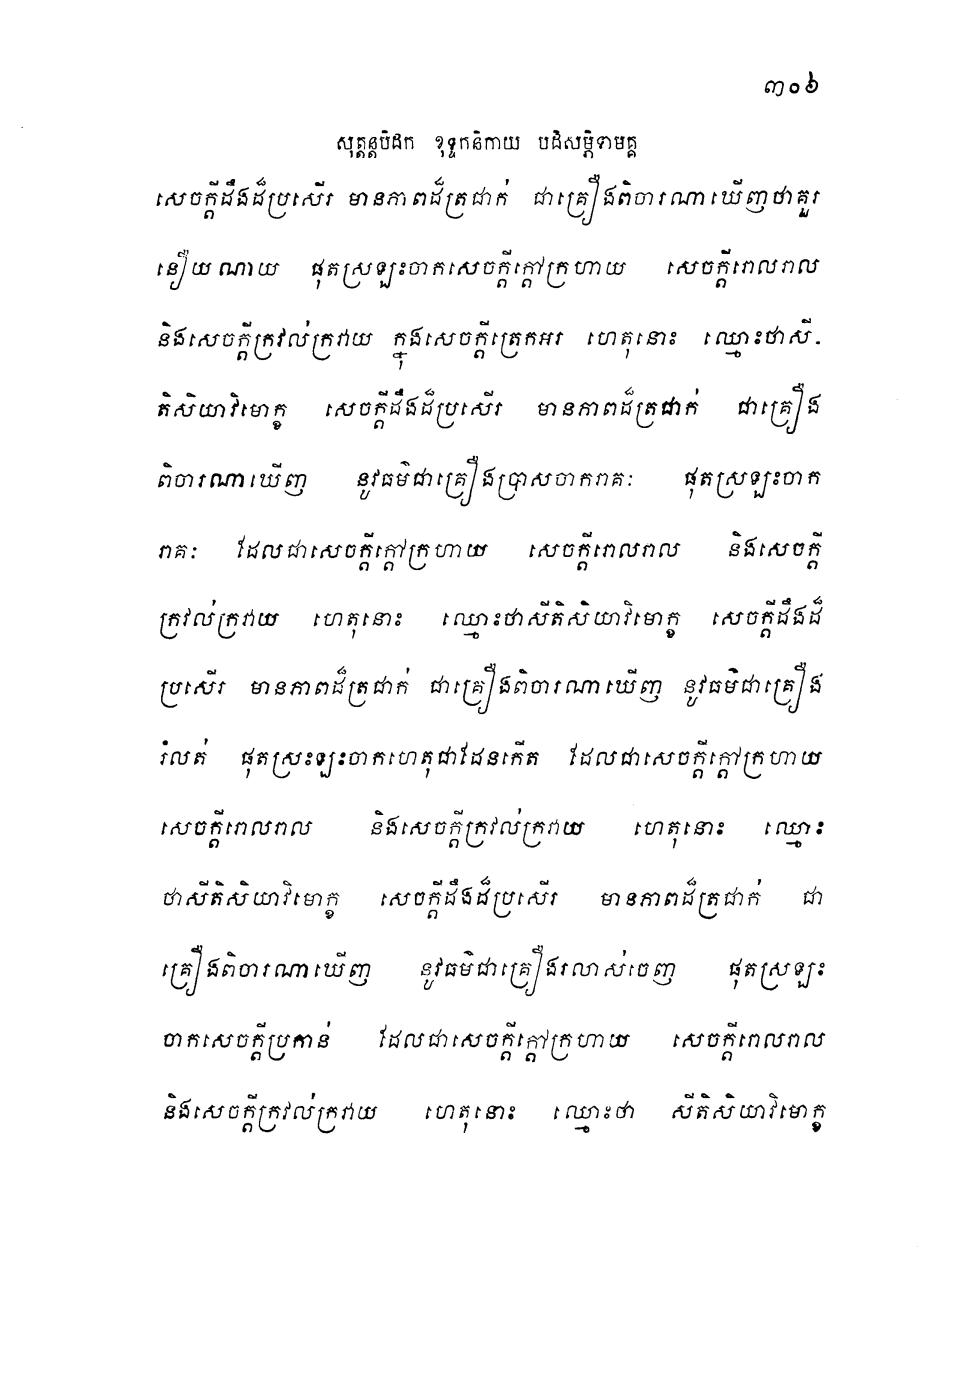 ៣០៦
សុត្តន្តបិដក ខុទ្ទកនិកាយ បដិសម្ភិទាមគ្គ
សេចក្តីដឹងដ៏ប្រសើរ មានភាពដ៏ត្រជាក់ ជាគ្រឿងពិចារណាឃើញថាគួរ
នឿយណាយ ផុតស្រឡះចាកសេចក្តីក្តៅក្រហាយ សេចក្តីរោលរាល
និងសេចក្តីក្រវល់ក្រវាយ ក្នុងសេចក្តីត្រេកអរ ហេតុនោះ ឈ្មោះថាសី-
តិសិយាវិមោក្ខ សេចក្តីដឹងដ៏ប្រសើរ មានភាពដ៏ត្រជាក់ ជាគ្រឿង
ពិចារណាឃើញ នូវធម៌ជាគ្រឿងប្រាសចាករាគៈ ផុតស្រឡះចាក
រាគៈ ដែលជាសេចក្តីក្តៅក្រហាយ សេចក្តីរោលរាល និងសេចក្តី
ក្រវល់ក្រវាយ ហេតុនោះ ឈ្មោះថាសីតិសិយាវិមោក្ខ សេចក្តីដឹងដ៏
ប្រសើរ មានភាពដ៏ត្រជាក់ ជាគ្រឿងពិចារណាឃើញ នូវធម៌ជាគ្រឿង
រំលត់ ផុតស្រះឡះចាកហេតុជាដែនកើត ដែលជាសេចក្តីក្តៅក្រហាយ
សេចក្តីរោលរាល និងសេចក្តីក្រវល់ក្រវាយ ហេតុនោះ ឈ្មោះ
ថាសីតិសិយាវិមោក្ខ សេចក្តីដឹងដ៏ប្រសើរ មានភាពដ៏ត្រជាក់ ជា
គ្រឿងពិចារណាឃើញ នូវធម៌ជាគ្រឿងរលាស់ចេញ ផុតស្រឡះ
ចាកសេចក្តីប្រកាន់ ដែលជាសេចក្តីក្តៅក្រហាយ សេចក្តីរោលរាល
និងសេចក្តីក្រវល់ក្រវាយ ហេតុនោះ ឈ្មោះថា សីតិសិយាវិមោក្ខ